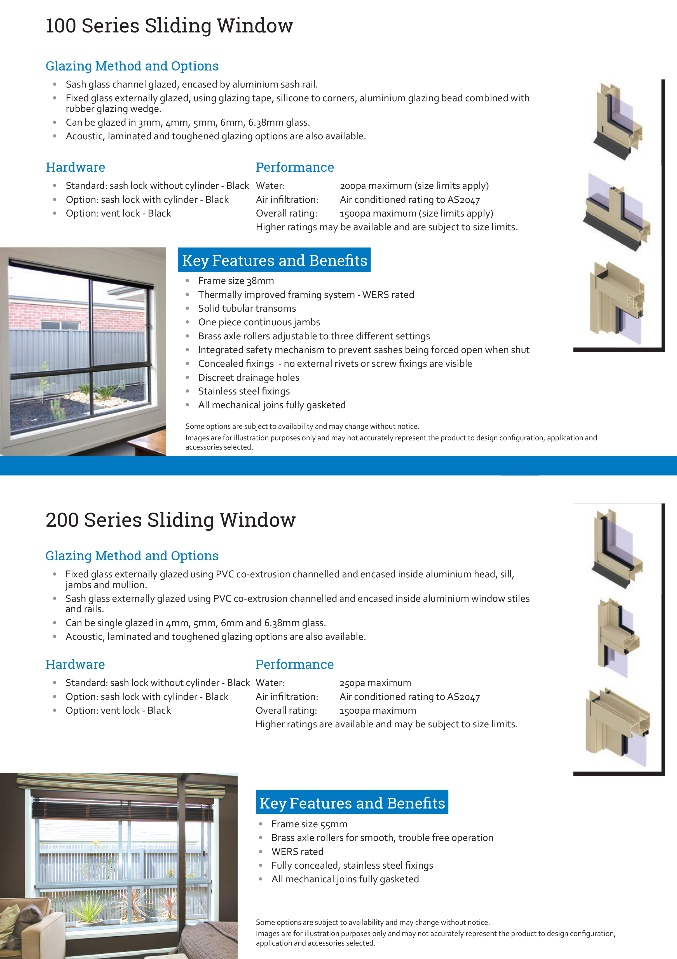 100 Series Sliding Window
Glazing Method and Options
• Sash glass channel glazed, encased by aluminium sash rail.
• Fixed glass externally glazed, using glazing tape, silicone to corners, aluminium glazing bead combined with
rubber glazing wedge.
• Can be glazed in 3mm, 4mm, 5mm, 6mm, 6.38mm glass.
• Acoustic, laminated and toughened glazing options are also available.
Hardware
• Standard: sash lock without cylinder - Black
• Option: sash lock with cylinder - Black
• Option: vent lock - Black
Performance
Water: 200pa maximum (size limits apply)
Air infiltration: Air conditioned rating to AS2047
Overall rating: 1500pa maximum (size limits apply)
Higher ratings may be available and are subject to size limits.
Key Features and Benefits
• Frame size 38mm
• Thermally improved framing system - WERS rated
• Solid tubular transoms
• One piece continuous jambs
• Brass axle rollers adjustable to three different settings
• Integrated safety mechanism to prevent sashes being forced open when shut
• Concealed fixings - no external rivets or screw fixings are visible
• Discreet drainage holes
• Stainless steel fixings
• All mechanical joins fully gasketed
Some options are subject to availability and may change without notice.
Images are for illustration purposes only and may not accurately represent the product to design configuration, application and
accessories selected.
200 Series Sliding Window
Glazing Method and Options
• Fixed glass externally glazed using PVC co-extrusion channelled and encased inside aluminium head, sill,
jambs and mullion.
• Sash glass externally glazed using PVC co-extrusion channelled and encased inside aluminium window stiles
and rails.
• Can be single glazed in 4mm, 5mm, 6mm and 6.38mm glass.
• Acoustic, laminated and toughened glazing options are also available.
Hardware
• Standard: sash lock without cylinder - Black
• Option: sash lock with cylinder - Black
• Option: vent lock - Black
Performance
Water: 250pa maximum
Air infiltration: Air conditioned rating to AS2047
Overall rating: 1500pa maximum
Higher ratings are available and may be subject to size limits.
Key Features and Benefits
• Frame size 55mm
• Brass axle rollers for smooth, trouble free operation
• WERS rated
• Fully concealed, stainless steel fixings
• All mechanical joins fully gasketed
Some options are subject to availability and may change without notice.
Images are for illustration purposes only and may not accurately represent the product to design configuration,
application and accessories selected.